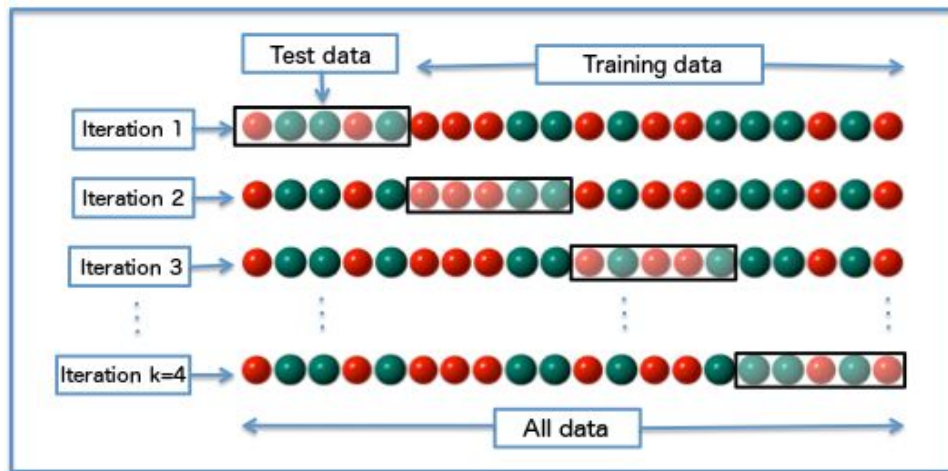 Test data
Training data
Iteration 1
Iteration 2
Iteration 3
Iteration k=4
All data